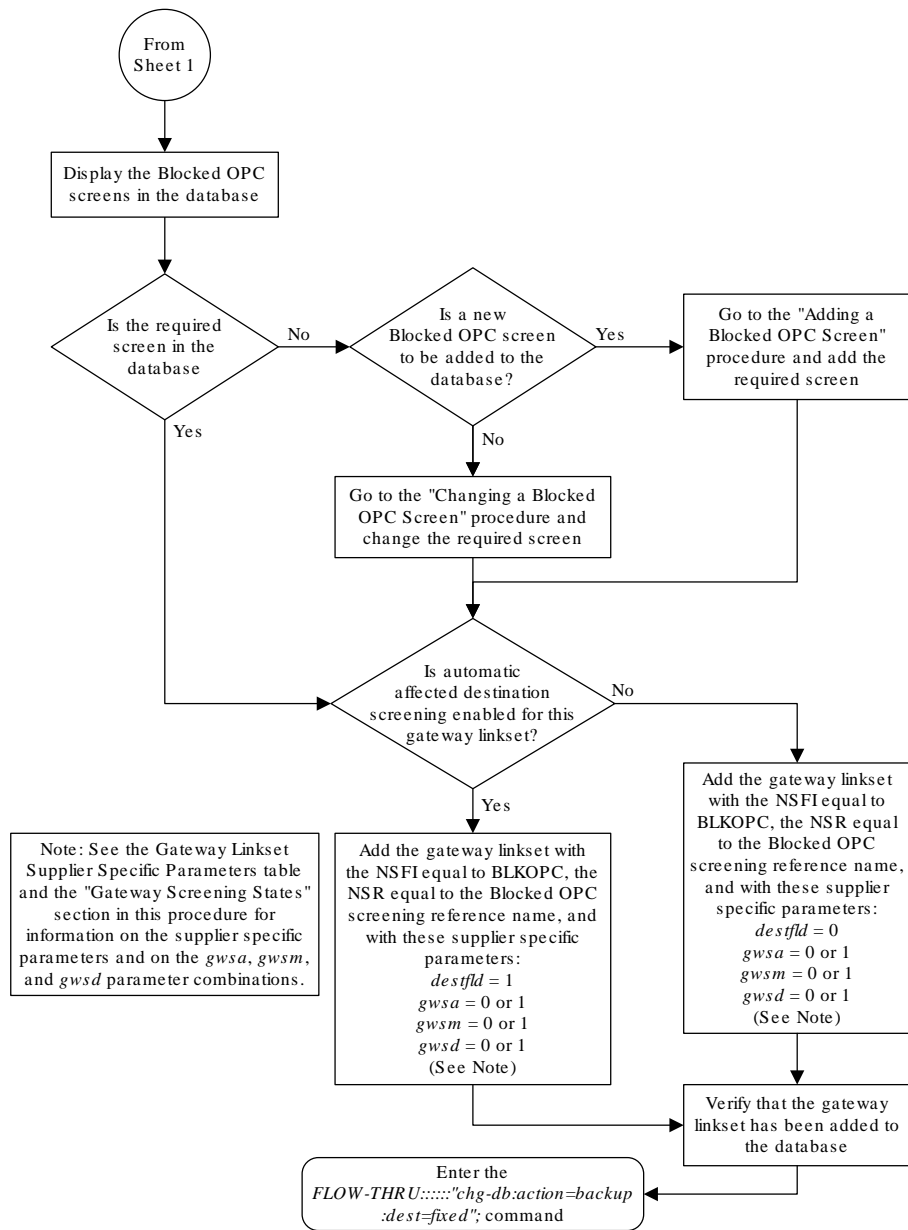 From
Sheet 1
Display the Blocked OPC
screens in the database
Is the required
screen in the
database
No
Yes
Is a new
Blocked OPC screen
to be added to the
database?
Yes
No
Go to the "Adding a
Blocked OPC Screen"
procedure and add the
required screen
Go to the "Changing a Blocked
OPC Screen" procedure and
change the required screen
Is automatic
affected destination
screening enabled for this
gateway linkset?
No
Yes
Note: See the Gateway Linkset
Supplier Specific Parameters table
and the "Gateway Screening States"
section in this procedure for
information on the supplier specific
parameters and on the gwsa, gwsm,
and gwsd parameter combinations.
Add the gateway linkset with
the NSFI equal to BLKOPC, the
NSR equal to the Blocked OPC
screening reference name, and
with these supplier specific
parameters:
destfld = 1
gwsa = 0 or 1
gwsm = 0 or 1
gwsd = 0 or 1
(See Note)
Add the gateway linkset
with the NSFI equal to
BLKOPC, the NSR equal
to the Blocked OPC
screening reference name,
and with these supplier
specific parameters:
destfld = 0
gwsa = 0 or 1
gwsm = 0 or 1
gwsd = 0 or 1
(See Note)
Verify that the gateway
linkset has been added to
the database
Enter the
FLOW-THRU::::::"chg-db:action=backup
:dest=fixed"; command